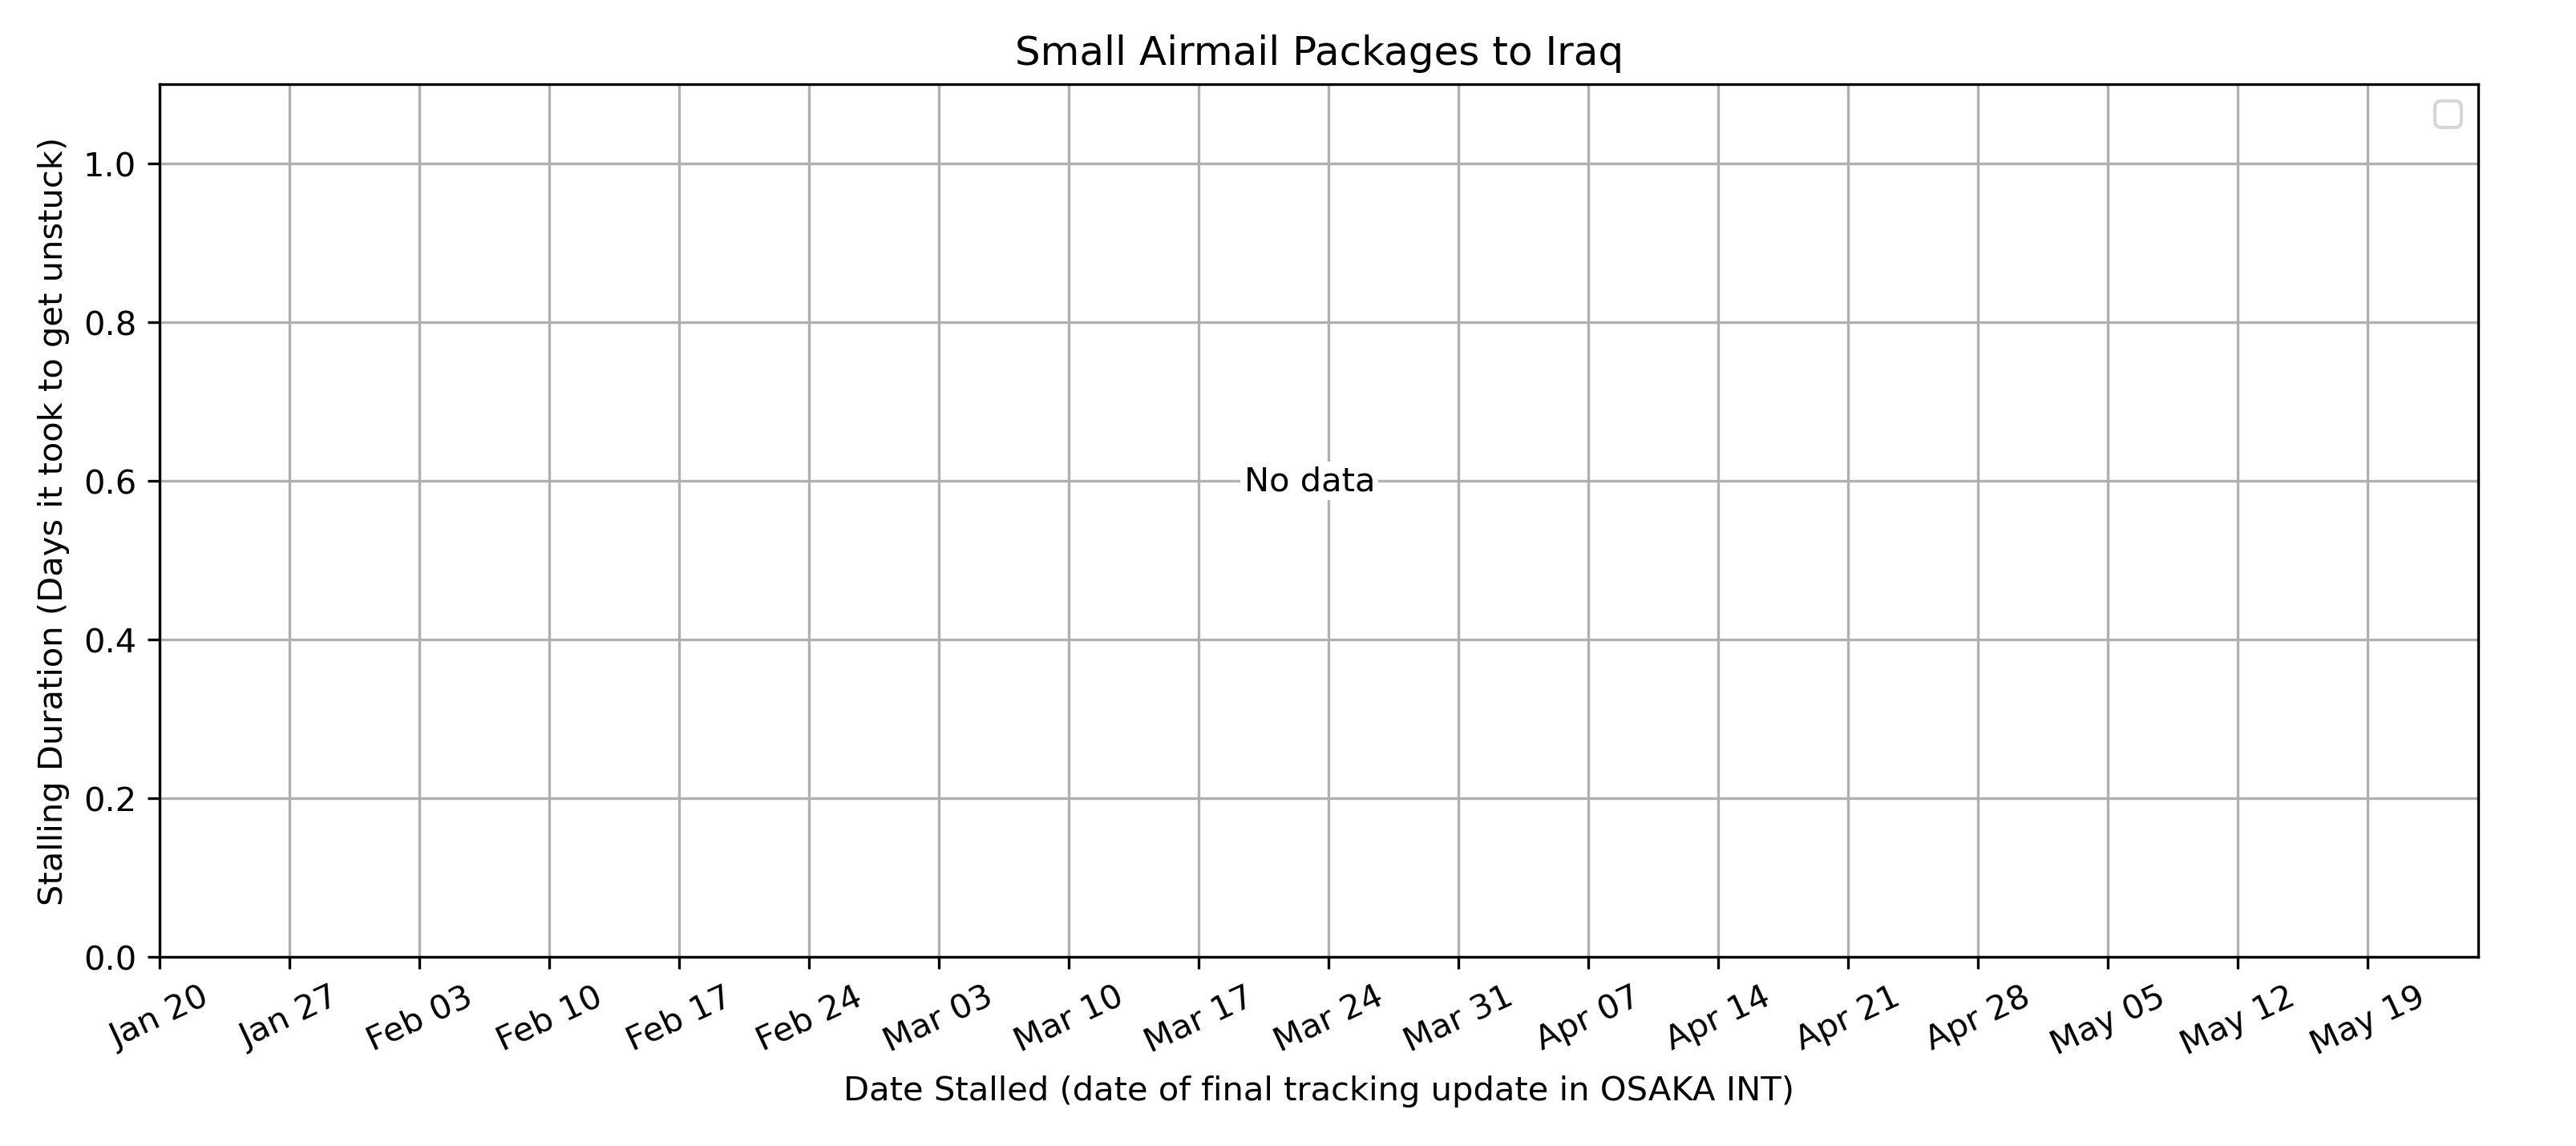 Small Airmail Packages to Iraq
Stalling Duration (Days it took to get unstuck)
1.0
0.8
0.6
0.4
0.2
0.0
No data
Jan 20
Jan 27
Feb 03
Feb 10
Feb 17
Feb 24
Mar 03
Mar 10
Mar 17
Mar 24
Mar 31
Apr 07
Apr 14
Apr 21
Apr 28
May 05
May 12
May 19
Date Stalled (date of final tracking update in OSAKA INT)